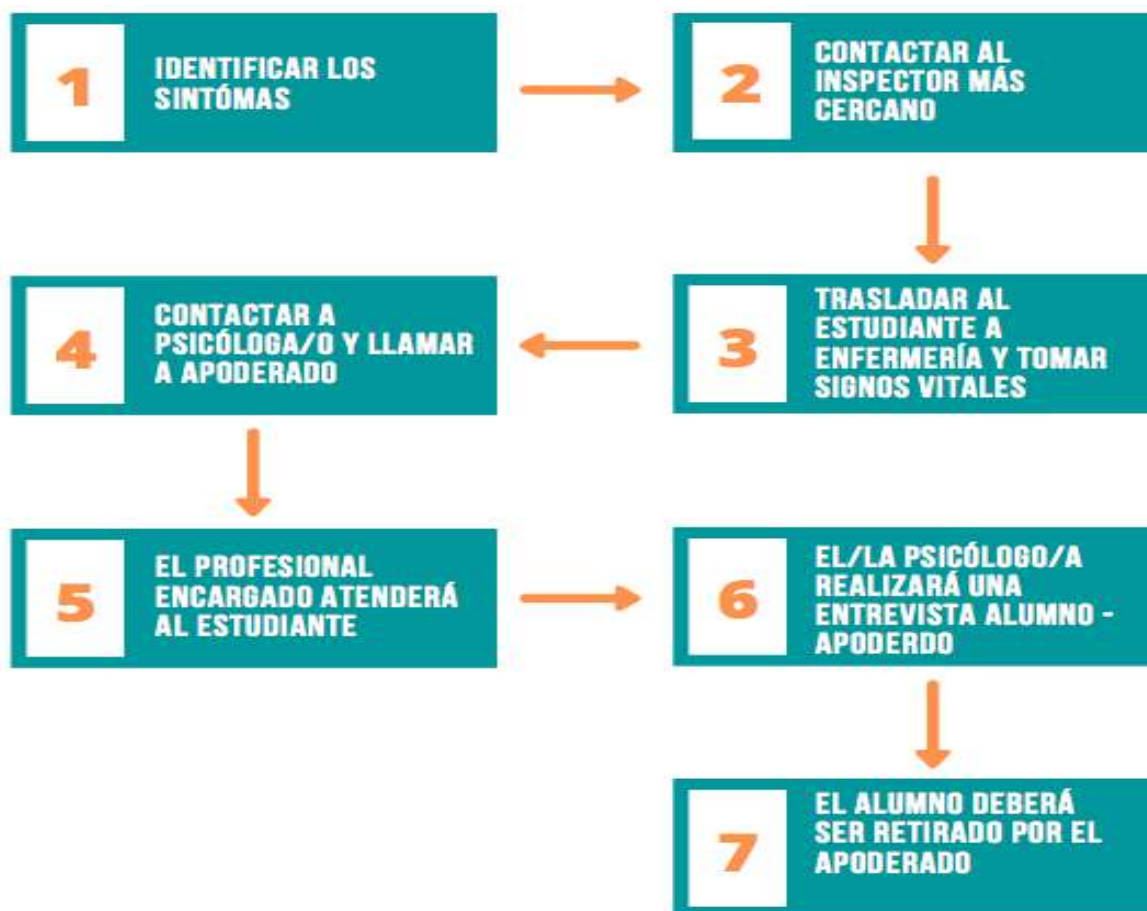 1
IDENTIFICAR LOS
SINTÓMAS
2
CONTACTAR AL
INSPECTOR MÁS
CERCANO
3
TRASLADAR AL
ESTUDIANTE A
ENFERMERÍA Y TOMAR
SIGNOS VITALES
4
CONTACTAR A
PSICÓLOGA/O Y LLAMAR
A APODERADO
5
EL PROFESIONAL
ENCARGADO ATENDERÁ
AL ESTUDIANTE
6
EL/LA PSICÓLOGO/A
REALIZARÁ UNA
ENTREVISTA ALUMNO -
APODERDO
7
EL ALUMNO DEBERÁ
SER RETIRADO POR EL
APODERADO